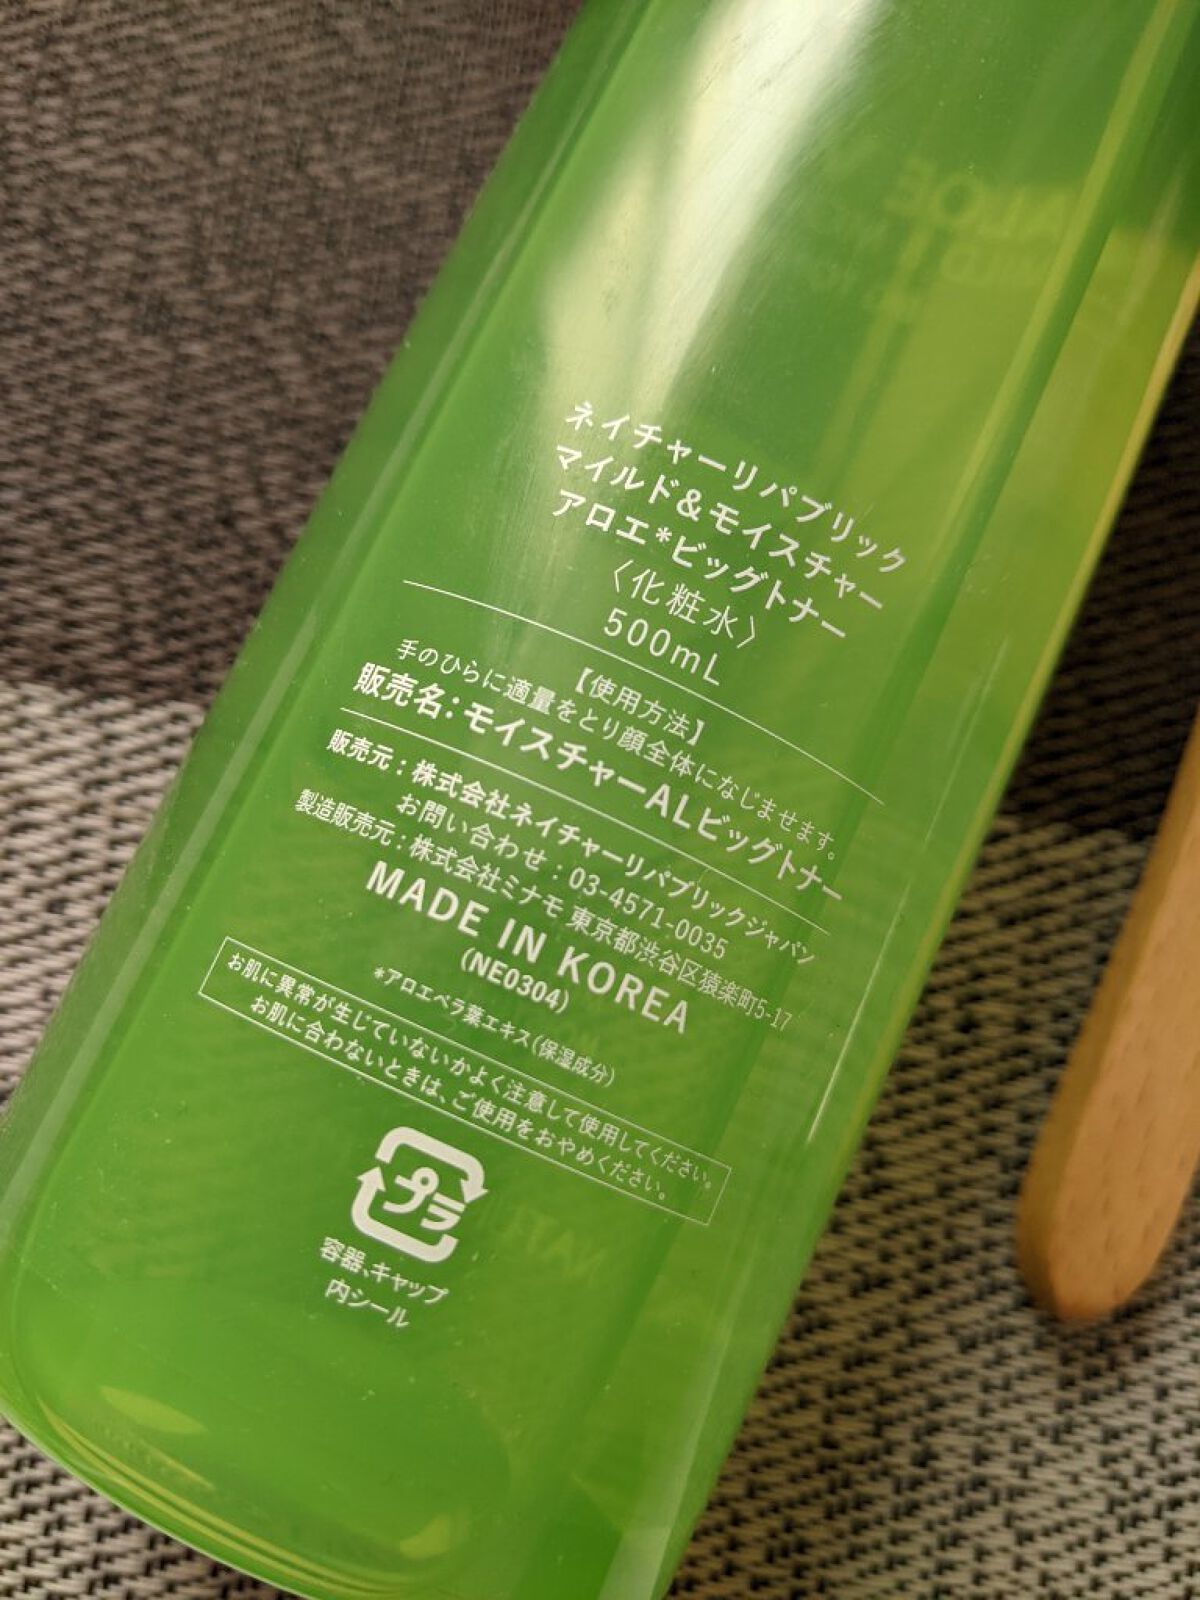 ネイチャーリパブリック
マイルド&モイスチャー
アロエ*ビッグトナー
〈化粧水〉
500mL
【使用方法】
手のひらに適量をとり顔全体になじませます。
販売名:モイスチャーALビッグトナー
販売元:株式会社ネイチャーリパブリックジャパン
お問い合わせ:03-4571-0035
製造販売元:株式会社ミナモ 東京都渋谷区猿楽町5-17
MADE IN KOREA
(NE0304)
*アロエベラ葉エキス(保湿成分)
お肌に異常が生じていないかよく注意して使用してください。
お肌に合わないときは、ご使用をおやめください。
プラ
容器、キャップ
内シール
ALOE